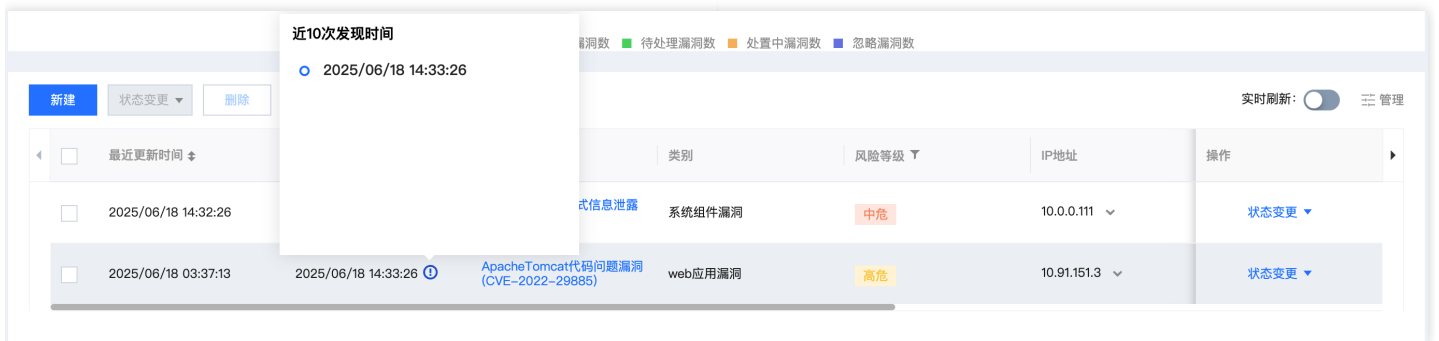 近10次发现时间
2025/06/18 14:33:26
漏洞数 待处理漏洞数 处置中漏洞数 忽略漏洞数
新建 状态变更 删除
实时刷新: 管理
最近更新时间 类别 风险等级 IP地址 操作
2025/06/18 14:32:26 式信息泄露 系统组件漏洞 中危 10.0.0.111 状态变更
2025/06/18 03:37:13 2025/06/18 14:33:26 ApacheTomcat代码问题漏洞 web应用漏洞 高危 10.91.151.3 状态变更
(CVE-2022-29885)